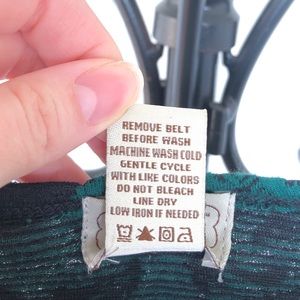 REMOVE BELT
BEFORE WASH
MACHINE WASH COLD
GENTLE CYCLE
WITH LIKE COLORS
DO NOT BLEACH
LINE DRY
LOW IRON IF NEEDED